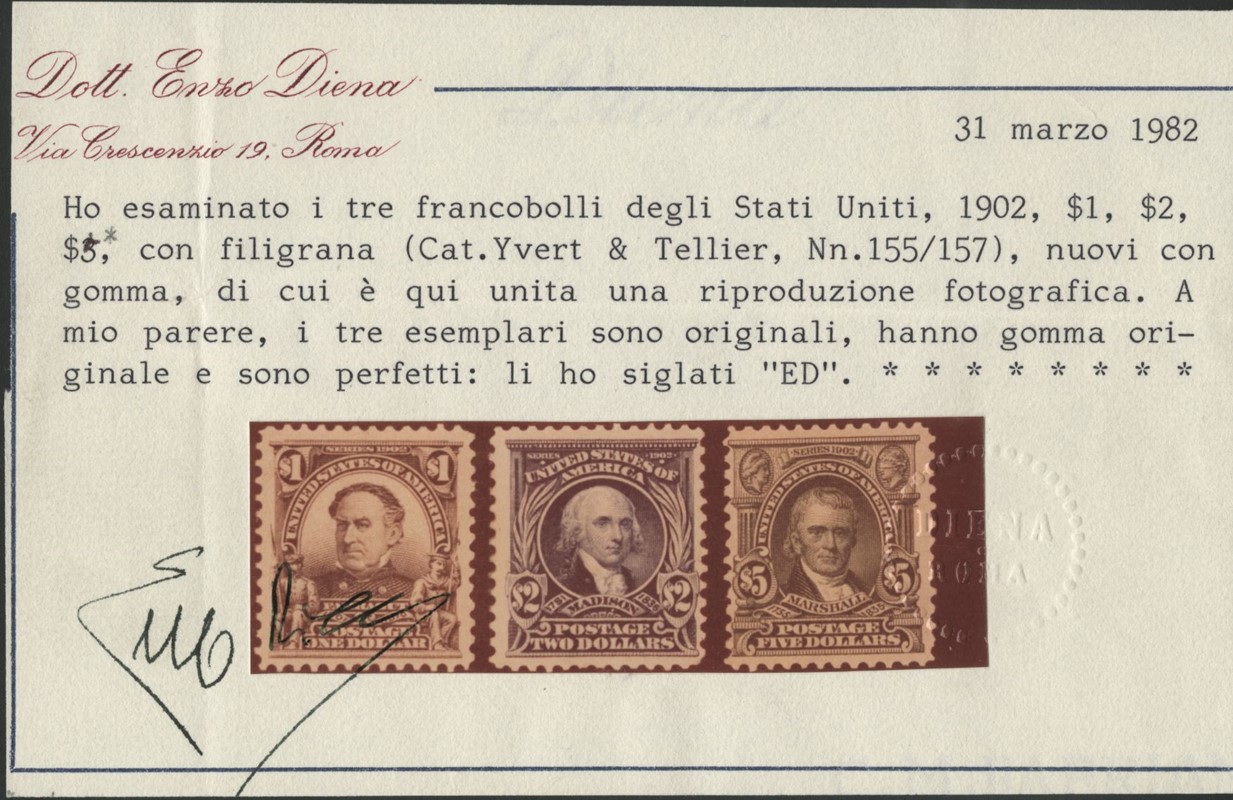 Dott. Enzo Diena
Via Crescenzio 19, Roma
31 marzo 1982
Ho esaminato i tre francobolli degli Stati Uniti, 1902, $1, $2,
$5,* con filigrana (Cat.Yvert & Tellier, Nn.155/157), nuovi con
gomma, di cui è qui unita una riproduzione fotografica. A
mio parere, i tre esemplari sono originali, hanno gomma ori-
ginale e sono perfetti: li ho siglati "ED". * * * * * * * *
SERIES 1902
$1 $1
UNITED STATES OF AMERICA
POSTAGE
ONE DOLLAR
SERIES 1902
UNITED STATES OF
AMERICA
$2 $2
1751 MADISON 1836
POSTAGE
TWO DOLLARS
SERIES 1902
UNITED STATES OF AMERICA
$5 $5
1755 MARSHALL 1835
POSTAGE
FIVE DOLLARS
DIENA
ROMA